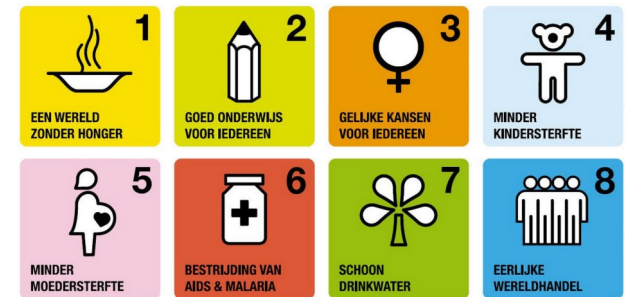 1
EEN WERELD
ZONDER HONGER
2
GOED ONDERWIJS
VOOR IEDEREEN
3
GELIJKE KANSEN
VOOR IEDEREEN
4
MINDER
KINDERSTERFTE
5
MINDER
MOEDERSTERFTE
6
BESTRIJDING VAN
AIDS & MALARIA
7
SCHOON
DRINKWATER
8
EERLIJKE
WERELDHANDEL